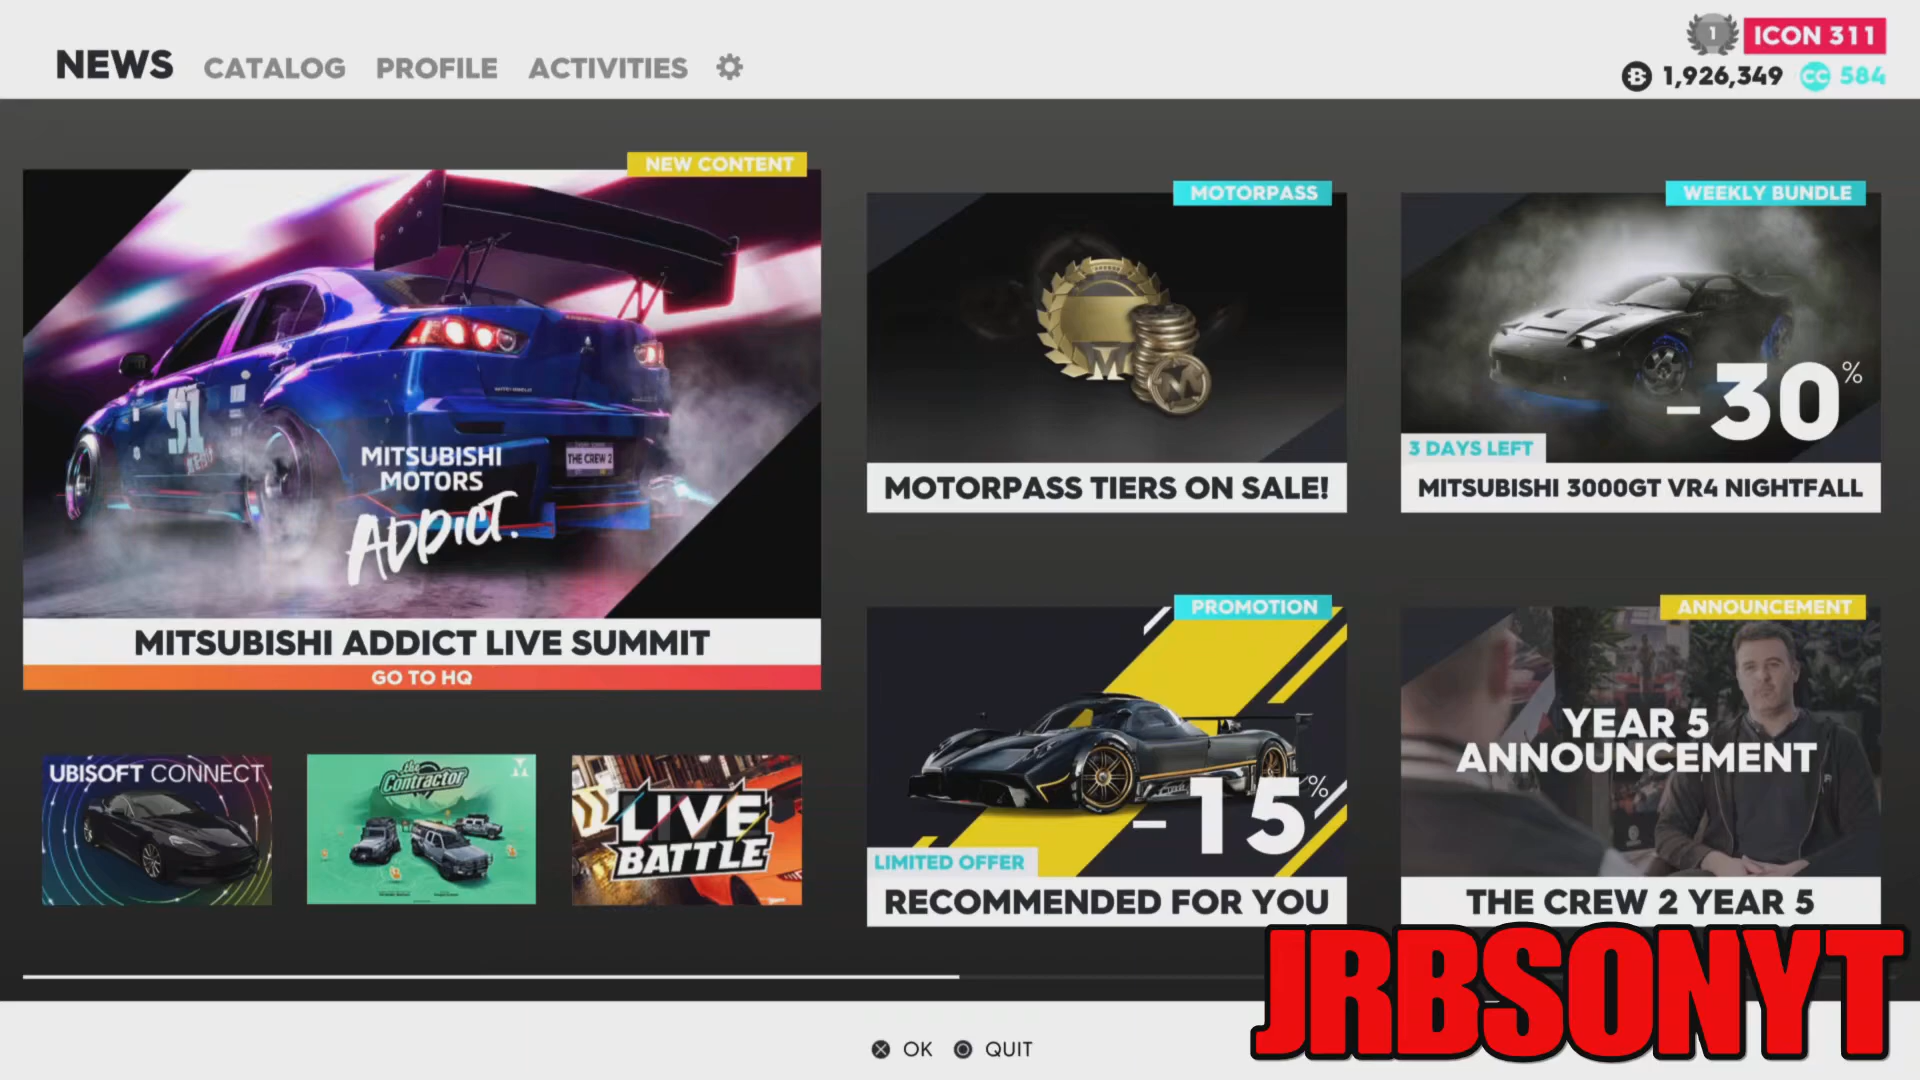 NEWS CATALOG PROFILE ACTIVITIES
1 ICON 311
1,926,349 CC 584
NEW CONTENT
91
THE CREW 2
MITSUBISHI
MOTORS
ADDICT.
MITSUBISHI ADDICT LIVE SUMMIT
GO TO HQ
MOTORPASS
MOTORPASS TIERS ON SALE!
WEEKLY BUNDLE
-30%
3 DAYS LEFT
MITSUBISHI 3000GT VR4 NIGHTFALL
UBISOFT CONNECT
the Contractor
LIVE
BATTLE
PROMOTION
-15%
LIMITED OFFER
RECOMMENDED FOR YOU
ANNOUNCEMENT
YEAR 5
ANNOUNCEMENT
THE CREW 2 YEAR 5
JRBSONYT
OK QUIT